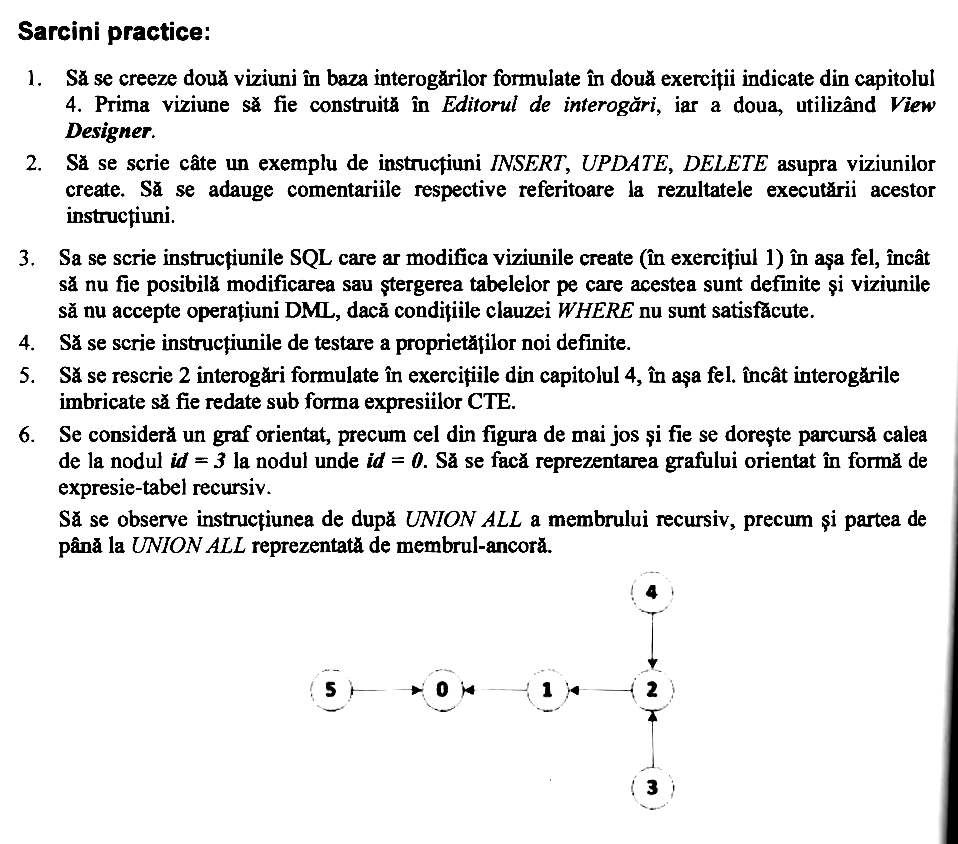 Sarcini practice:
1. Să se creeze două viziuni în baza interogărilor formulate în două exerciții indicate din capitolul
4. Prima viziune să fie construită în Editorul de interogări, iar a doua, utilizând View
Designer.
2. Să se scrie câte un exemplu de instrucțiuni INSERT, UPDATE, DELETE asupra viziunilor
create. Să se adauge comentariile respective referitoare la rezultatele executării acestor
instrucțiuni.
3. Sa se scrie instrucțiunile SQL care ar modifica viziunile create (în exercițiul 1) în așa fel, încât
să nu fie posibilă modificarea sau ștergerea tabelelor pe care acestea sunt definite și viziunile
să nu accepte operațiuni DML, dacă condițiile clauzei WHERE nu sunt satisfăcute.
4. Să se scrie instrucțiunile de testare a proprietăților noi definite.
5. Să se rescrie 2 interogări formulate în exercițiile din capitolul 4, în așa fel. încât interogările
imbricate să fie redate sub forma expresiilor CTE.
6. Se consideră un graf orientat, precum cel din figura de mai jos și fie se dorește parcursă calea
de la nodul id = 3 la nodul unde id = 0. Să se facă reprezentarea grafului orientat în formă de
expresie-tabel recursiv.
Să se observe instrucțiunea de după UNION ALL a membrului recursiv, precum și partea de
până la UNION ALL reprezentată de membrul-ancoră.
4
5 0 1 2
3